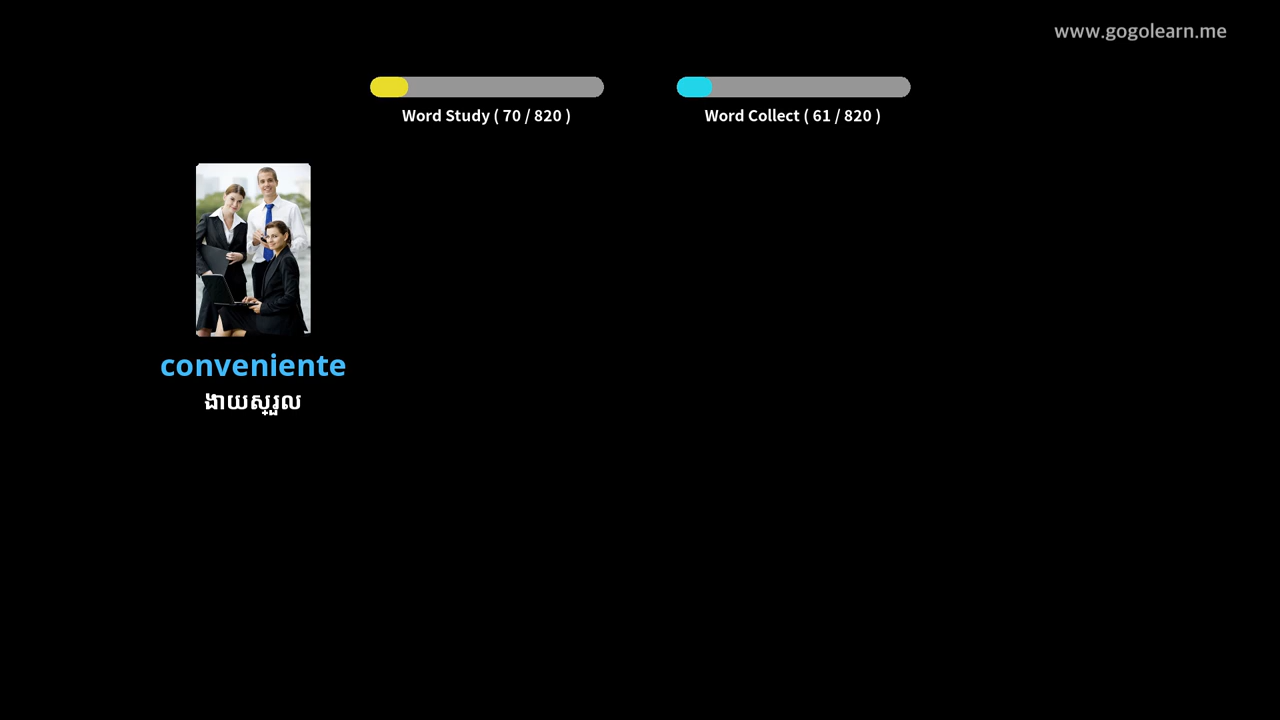 www.gogolearn.me
Word Study ( 70 / 820 )
Word Collect ( 61 / 820 )
conveniente
ងាយស្រួល